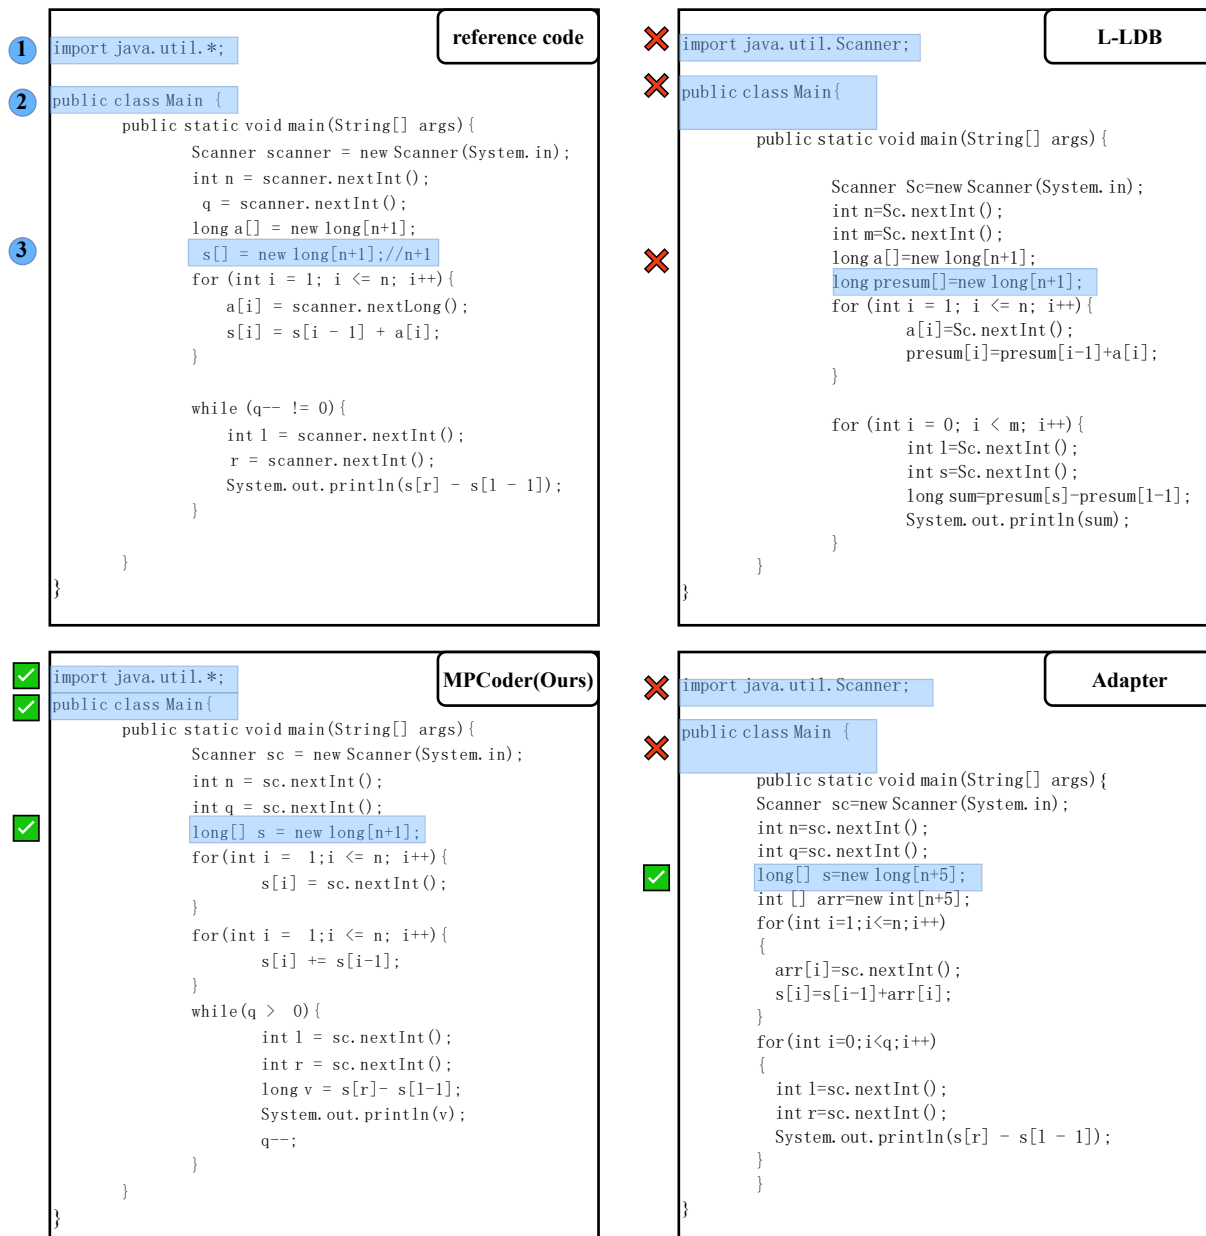 reference code
1
import java.util.*;
2
public class Main {
public static void main(String[] args){
Scanner scanner = new Scanner(System.in);
int n = scanner.nextInt();
q = scanner.nextInt();
long a[] = new long[n+1];
3
s[] = new long[n+1];//n+1
for (int i = 1; i <= n; i++){
a[i] = scanner.nextLong();
s[i] = s[i - 1] + a[i];
}
while (q-- != 0){
int l = scanner.nextInt();
r = scanner.nextInt();
System.out.println(s[r] - s[l - 1]);
}
}
}
L-LDB
import java.util.Scanner;
public class Main{
public static void main(String[] args){
Scanner Sc=new Scanner(System.in);
int n=Sc.nextInt();
int m=Sc.nextInt();
long a[]=new long[n+1];
long presum[]=new long[n+1];
for (int i = 1; i <= n; i++){
a[i]=Sc.nextInt();
presum[i]=presum[i-1]+a[i];
}
for (int i = 0; i < m; i++){
int l=Sc.nextInt();
int s=Sc.nextInt();
long sum=presum[s]-presum[l-1];
System.out.println(sum);
}
}
}
MPCoder(Ours)
import java.util.*;
public class Main{
public static void main(String[] args){
Scanner sc = new Scanner(System.in);
int n = sc.nextInt();
int q = sc.nextInt();
long[] s = new long[n+1];
for(int i = 1;i <= n; i++){
s[i] = sc.nextInt();
}
for(int i = 1;i <= n; i++){
s[i] += s[i-1];
}
while(q > 0){
int l = sc.nextInt();
int r = sc.nextInt();
long v = s[r]- s[l-1];
System.out.println(v);
q--;
}
}
}
Adapter
import java.util.Scanner;
public class Main {
public static void main(String[] args){
Scanner sc=new Scanner(System.in);
int n=sc.nextInt();
int q=sc.nextInt();
long[] s=new long[n+5];
int [] arr=new int[n+5];
for(int i=1;i<=n;i++)
{
arr[i]=sc.nextInt();
s[i]=s[i-1]+arr[i];
}
for(int i=0;i<q;i++)
{
int l=sc.nextInt();
int r=sc.nextInt();
System.out.println(s[r] - s[l - 1]);
}
}
}